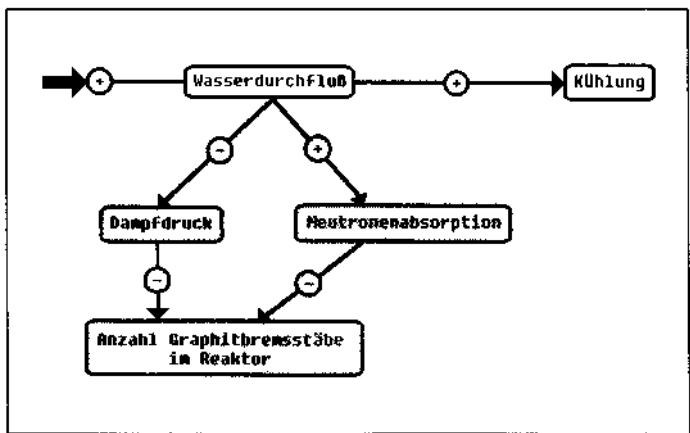 + Wasserdurchfluß + KÜhlung
- +
Dampfdruck Neutronenabsorption
- -
Anzahl Graphitbremsstäbe
im Reaktor